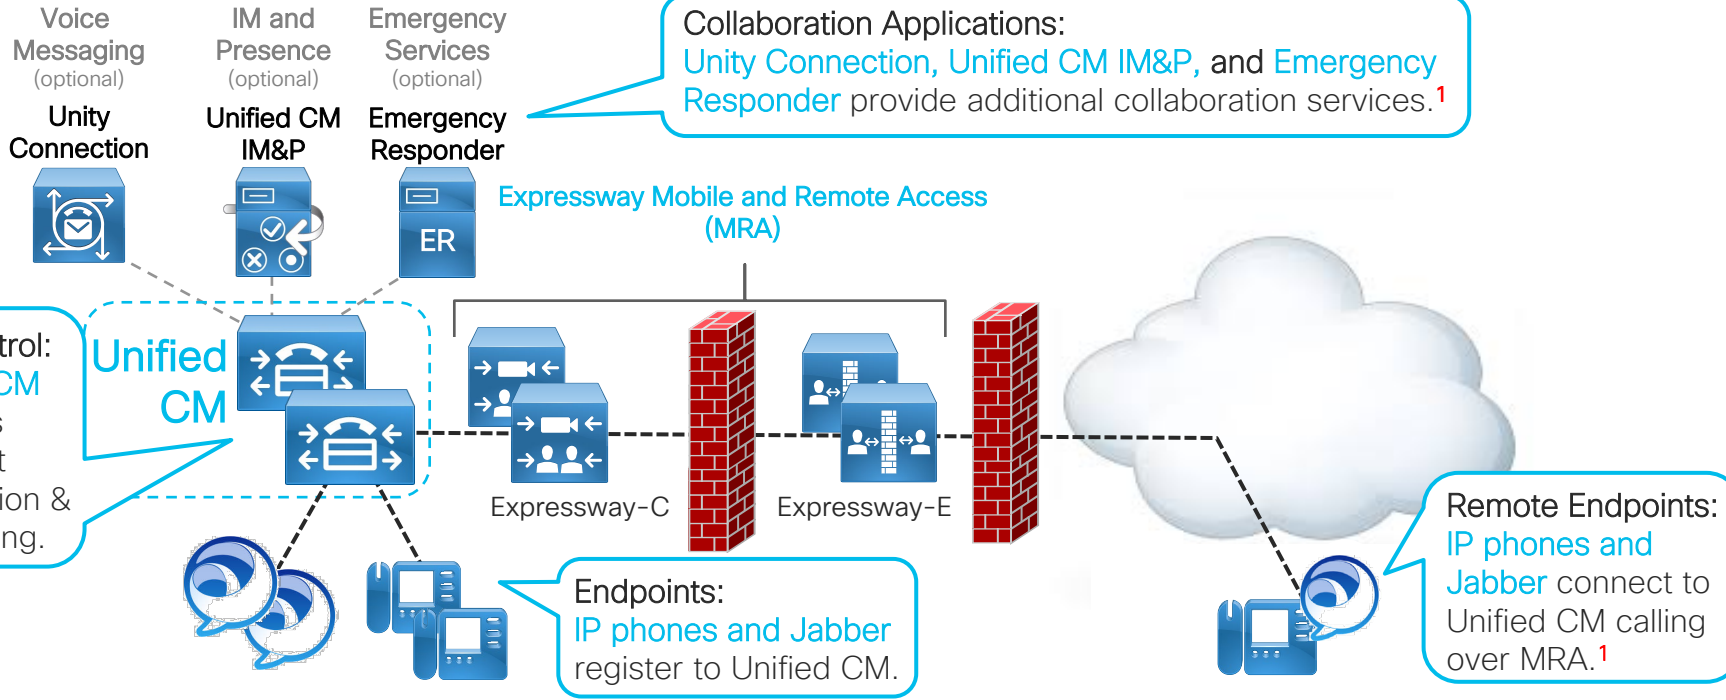 Voice
Messaging
(optional)
Unity
Connection
IM and
Presence
(optional)
Unified CM
IM&P
Emergency
Services
(optional)
Emergency
Responder
Collaboration Applications:
Unity Connection, Unified CM IM&P, and Emergency
Responder provide additional collaboration services.1
ER
Expressway Mobile and Remote Access
(MRA)
trol:
CM
s
t
ion &
ng.
Unified
CM
Expressway-C
Expressway-E
Endpoints:
IP phones and Jabber
register to Unified CM.
Remote Endpoints:
IP phones and
Jabber connect to
Unified CM calling
over MRA.1